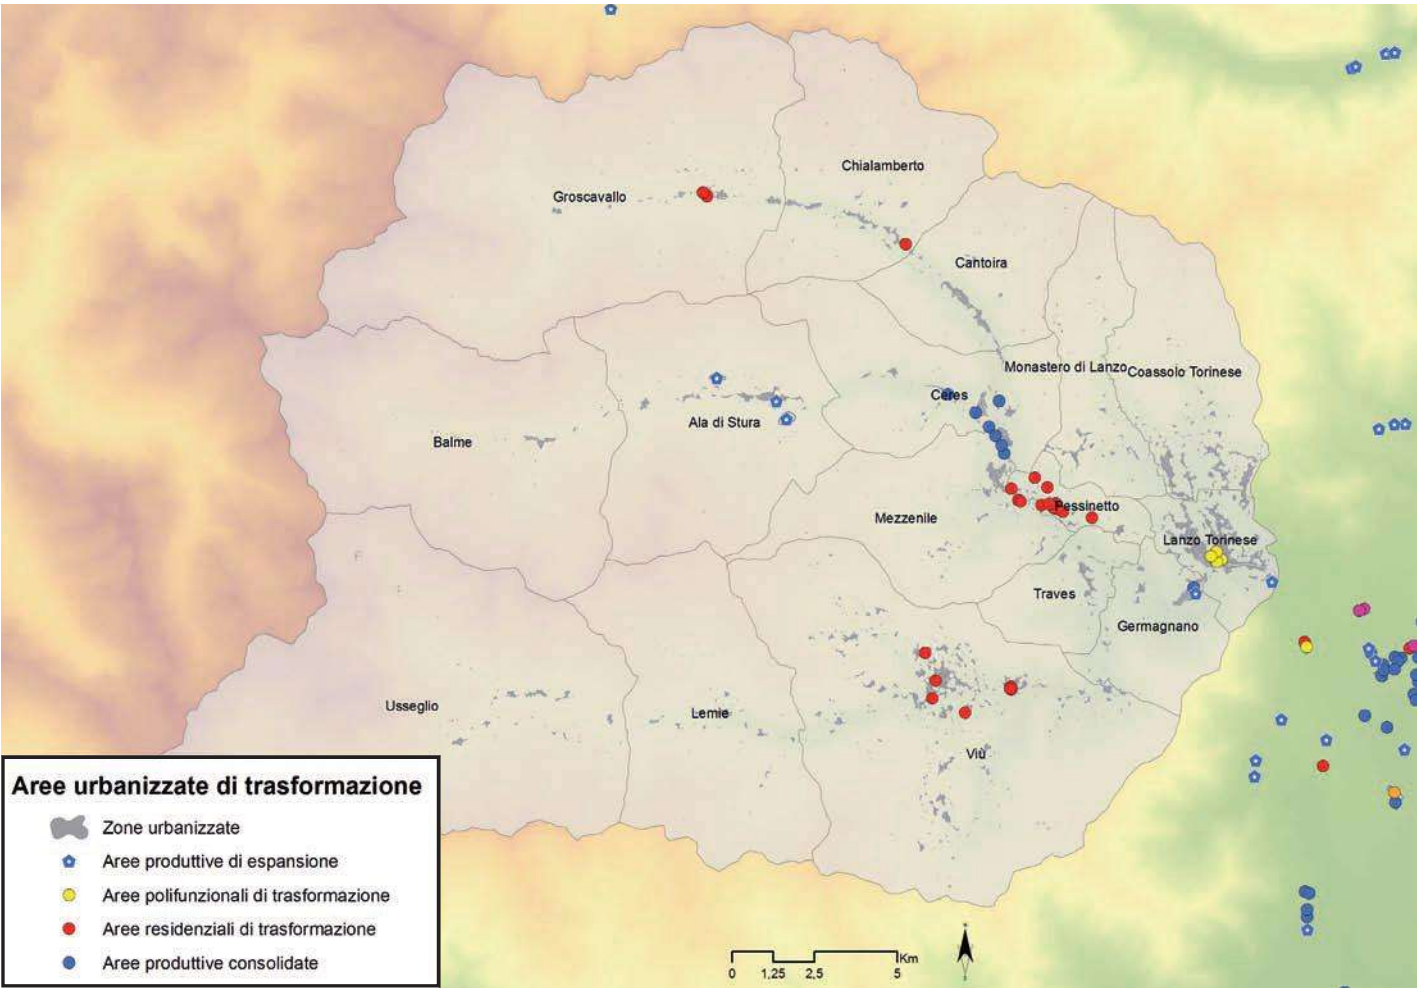 Chialamberto
Groscavallo
Cantoira
Monastero di Lanzo
Coassolo Torinese
Ceres
Ala di Stura
Balme
Pessinetto
Mezzenile
Lanzo Torinese
Traves
Germagnano
Usseglio
Lemie
Viù
Aree urbanizzate di trasformazione
Zone urbanizzate
Aree produttive di espansione
Aree polifunzionali di trasformazione
Aree residenziali di trasformazione
Aree produttive consolidate
Km
0 1,25 2,5 5